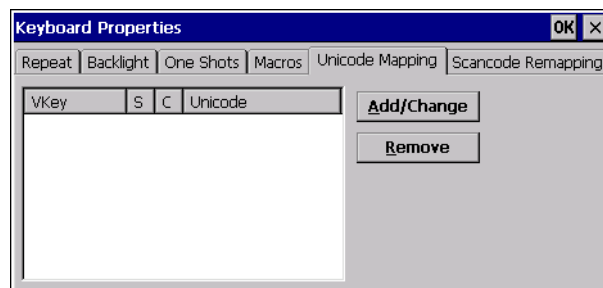 Keyboard Properties OK ×
Repeat Backlight One Shots Macros Unicode Mapping Scancode Remapping
VKey S C Unicode
Add/Change
Remove